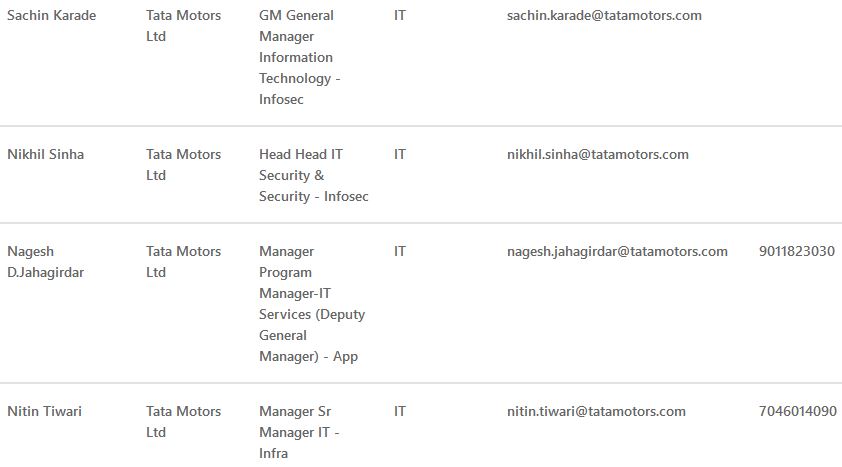 Sachin Karade Tata Motors GM General IT sachin.karade@tatamotors.com
Ltd Manager
Information
Technology -
Infosec
Nikhil Sinha Tata Motors Head Head IT IT nikhil.sinha@tatamotors.com
Ltd Security &
Security - Infosec
Nagesh Tata Motors Manager IT nagesh.jahagirdar@tatamotors.com 9011823030
D.Jahagirdar Ltd Program
Manager-IT
Services (Deputy
General
Manager) - App
Nitin Tiwari Tata Motors Manager Sr IT nitin.tiwari@tatamotors.com 7046014090
Ltd Manager IT -
Infra